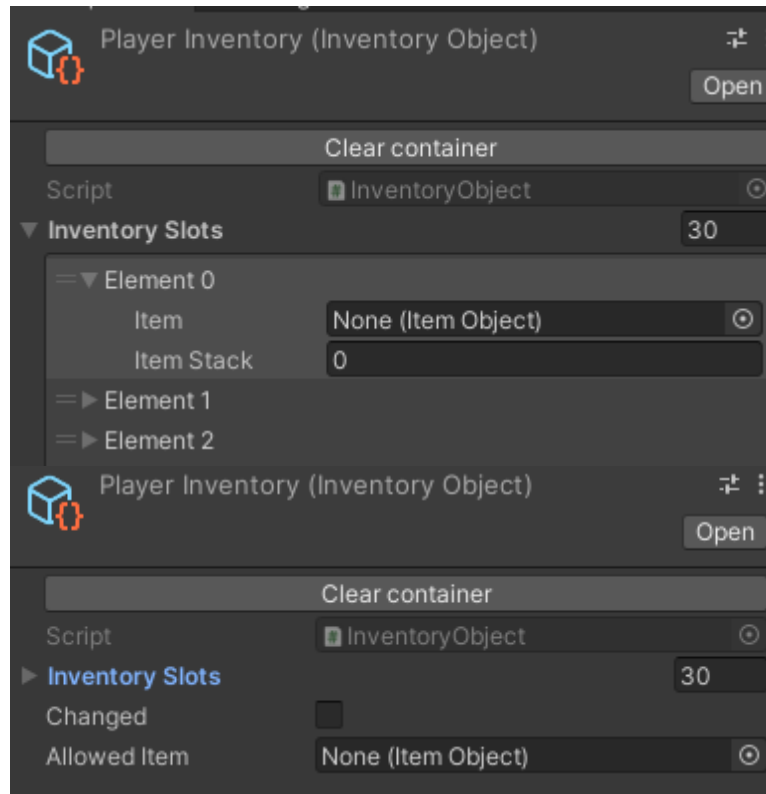 Player Inventory (Inventory Object)
Open
Clear container
Script InventoryObject
Inventory Slots 30
Element 0
Item None (Item Object)
Item Stack 0
Element 1
Element 2
Player Inventory (Inventory Object)
Open
Clear container
Script InventoryObject
Inventory Slots 30
Changed
Allowed Item None (Item Object)